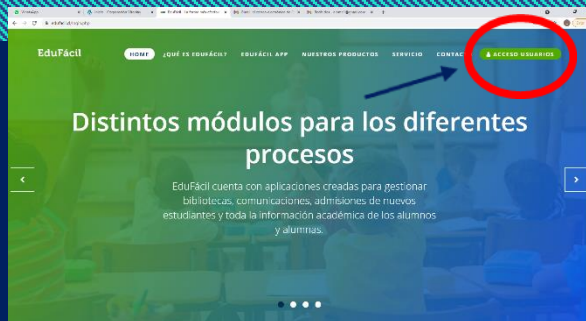 EduFácil
HOME ¿QUÉ ES EDUFÁCIL? EDUFÁCIL APP NUESTROS PRODUCTOS SERVICIO ACCESO USUARIOS
Distintos módulos para los diferentes
procesos
EduFácil cuenta con aplicaciones creadas para gestionar
bibliotecas, comunicaciones, admisiones de nuevos
estudiantes y toda la información académica de los alumnos
y alumnas.